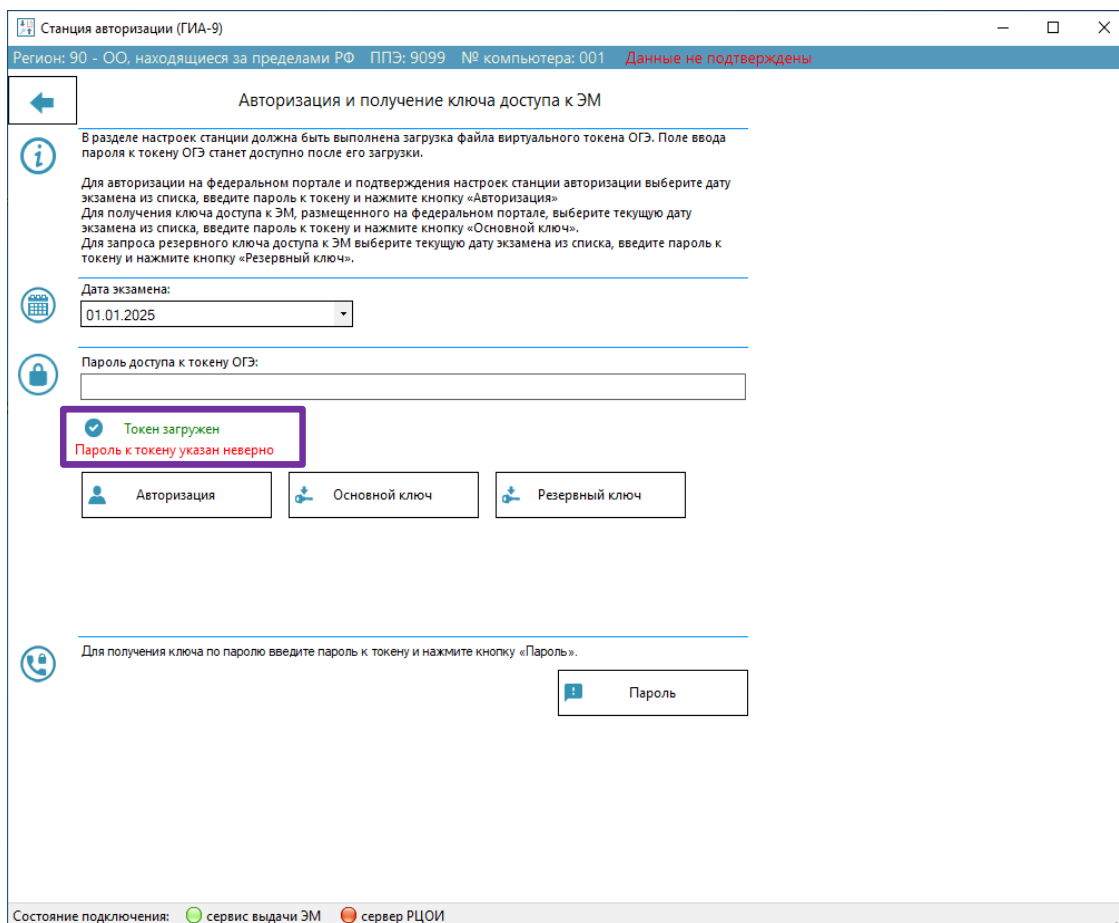 Станция авторизации (ГИА-9)
Регион: 90 - ОО, находящиеся за пределами РФ ППЭ: 9099 № компьютера: 001 Данные не подтверждены
Авторизация и получение ключа доступа к ЭМ
В разделе настроек станции должна быть выполнена загрузка файла виртуального токена ОГЭ. Поле ввода
пароля к токену ОГЭ станет доступно после его загрузки.
Для авторизации на федеральном портале и подтверждения настроек станции авторизации выберите дату
экзамена из списка, введите пароль к токену и нажмите кнопку «Авторизация»
Для получения ключа доступа к ЭМ, размещенного на федеральном портале, выберите текущую дату
экзамена из списка, введите пароль к токену и нажмите кнопку «Основной ключ».
Для запроса резервного ключа доступа к ЭМ выберите текущую дату экзамена из списка, введите пароль к
токену и нажмите кнопку «Резервный ключ».
Дата экзамена:
01.01.2025
Пароль доступа к токену ОГЭ:
Токен загружен
Пароль к токену указан неверно
Авторизация Основной ключ Резервный ключ
Для получения ключа по паролю введите пароль к токену и нажмите кнопку «Пароль».
Пароль
Состояние подключения: сервис выдачи ЭМ сервер РЦОИ